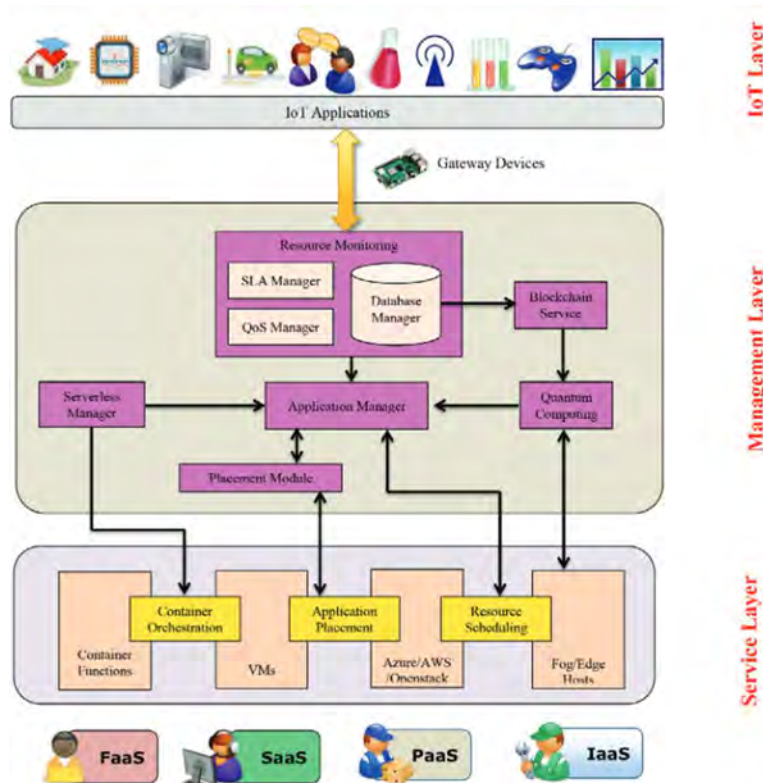 IoT Layer
IoT Applications
Gateway Devices
Management Layer
Resource Monitoring
SLA Manager
QoS Manager
Database
Manager
Blockchain
Service
Serverless
Manager
Application Manager
Quantum
Computing
Placement Module
Service Layer
Container
Orchestration
Application
Placement
Resource
Scheduling
Container
Functions
VMs
Azure/AWS
/Openstack
Fog/Edge
Hosts
FaaS
SaaS
PaaS
IaaS